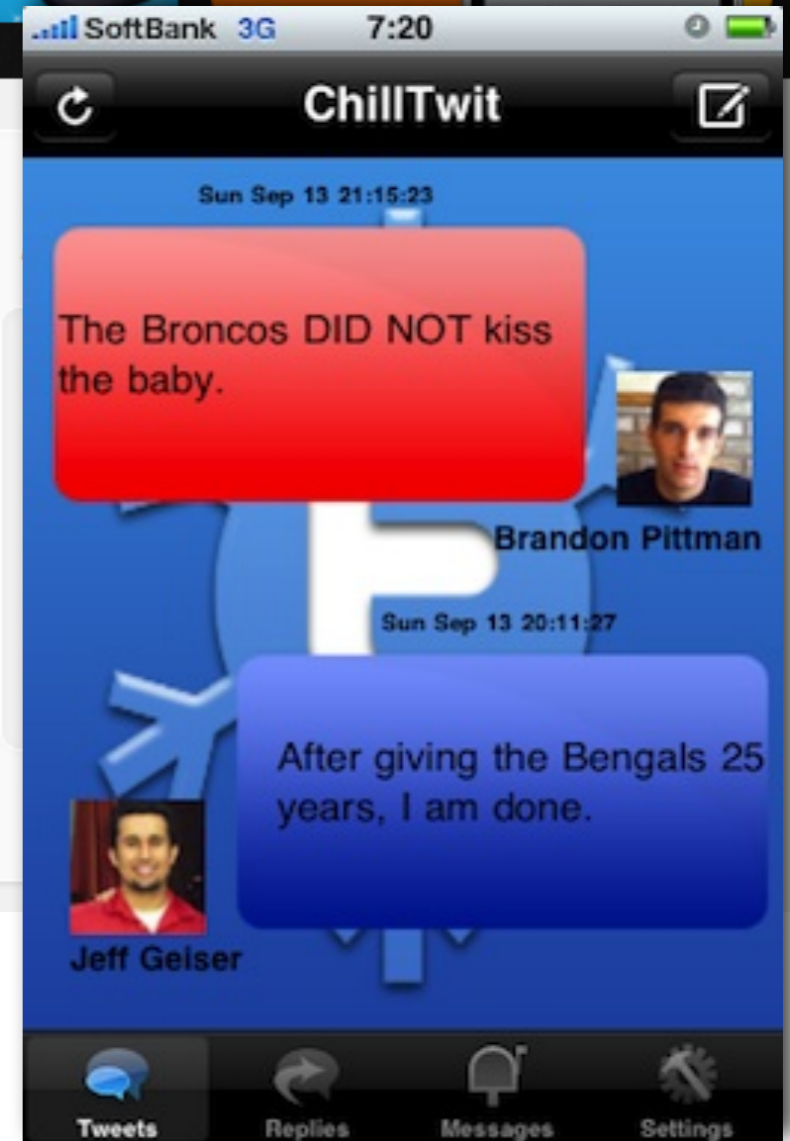 SoftBank 3G 7:20
ChillTwit
Sun Sep 13 21:15:23
The Broncos DID NOT kiss
the baby.
Brandon Pittman
Sun Sep 13 20:11:27
After giving the Bengals 25
years, I am done.
Jeff Geiser
Tweets Replies Messages Settings